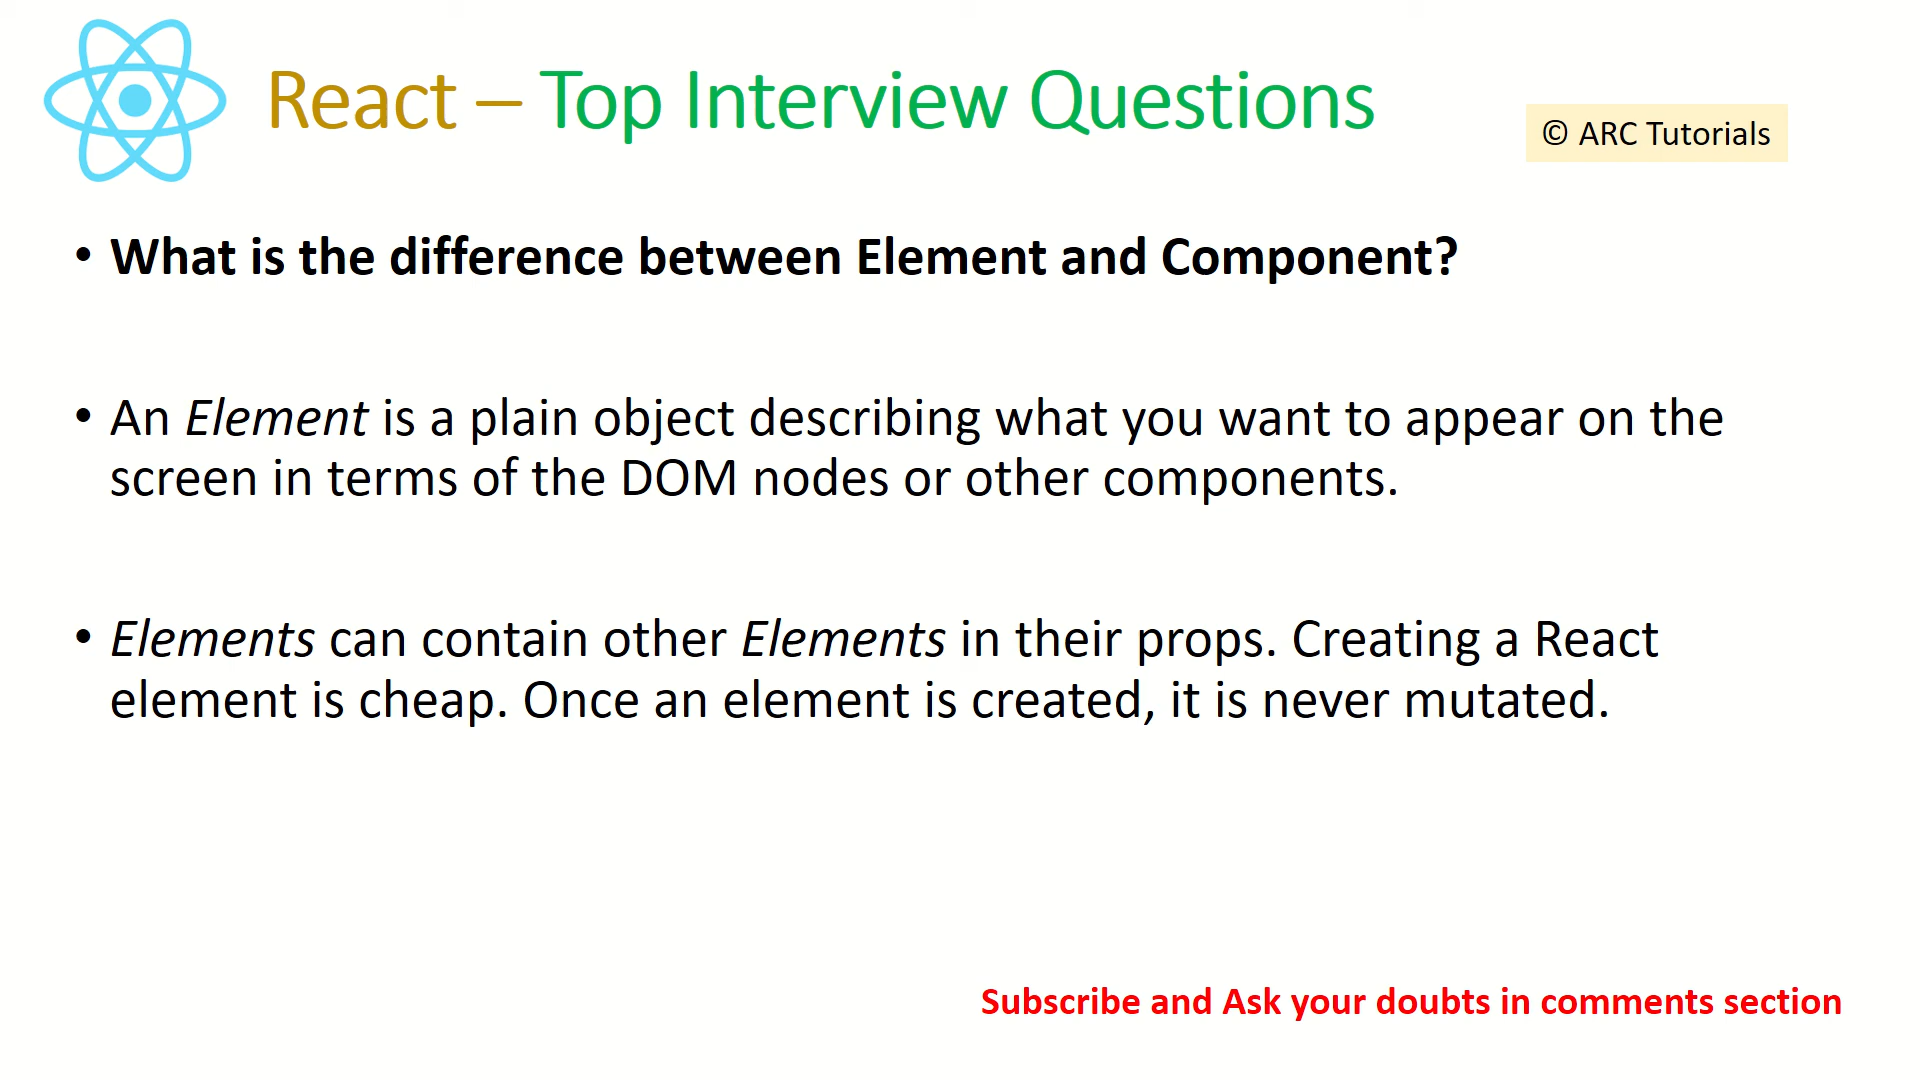 React – Top Interview Questions
© ARC Tutorials
• What is the difference between Element and Component?
• An Element is a plain object describing what you want to appear on the
screen in terms of the DOM nodes or other components.
• Elements can contain other Elements in their props. Creating a React
element is cheap. Once an element is created, it is never mutated.
Subscribe and Ask your doubts in comments section